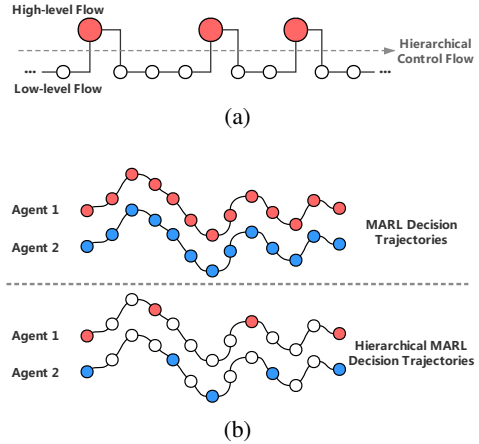 High-level Flow
Hierarchical
Control Flow
...
...
Low-level Flow
(a)
Agent 1
Agent 2
MARL Decision
Trajectories
Agent 1
Agent 2
Hierarchical MARL
Decision Trajectories
(b)